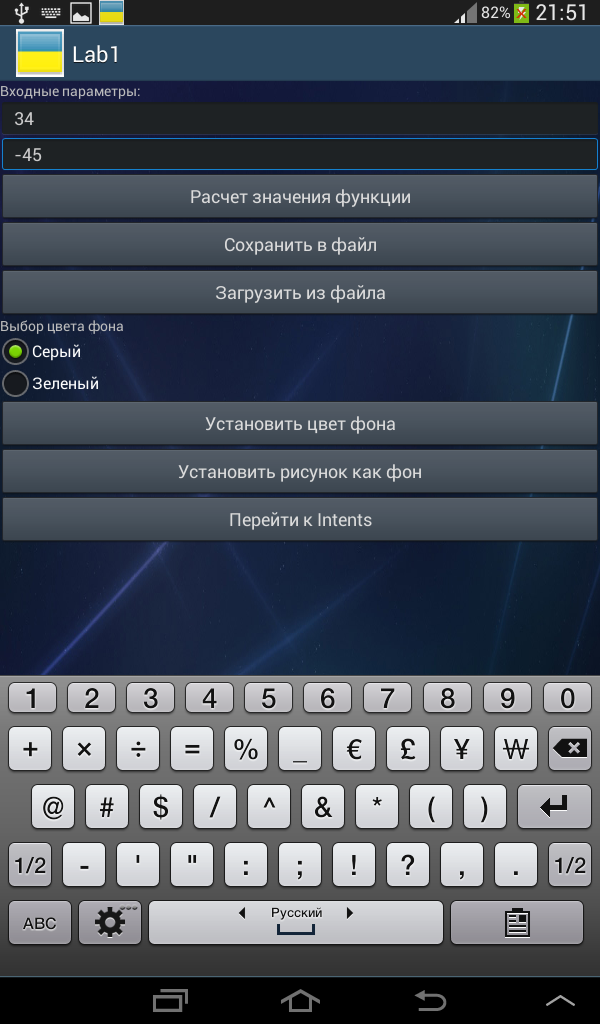 82% 21:51
Lab1
Входные параметры:
34
-45
Расчет значения функции
Сохранить в файл
Загрузить из файла
Выбор цвета фона
Серый
Зеленый
Установить цвет фона
Установить рисунок как фон
Перейти к Intents
1 2 3 4 5 6 7 8 9 0
+ × ÷ = % _ € £ ¥ ₩
@ # $ / ^ & * ( )
1/2 - ' " : ; ! ? , . 1/2
ABC Русский